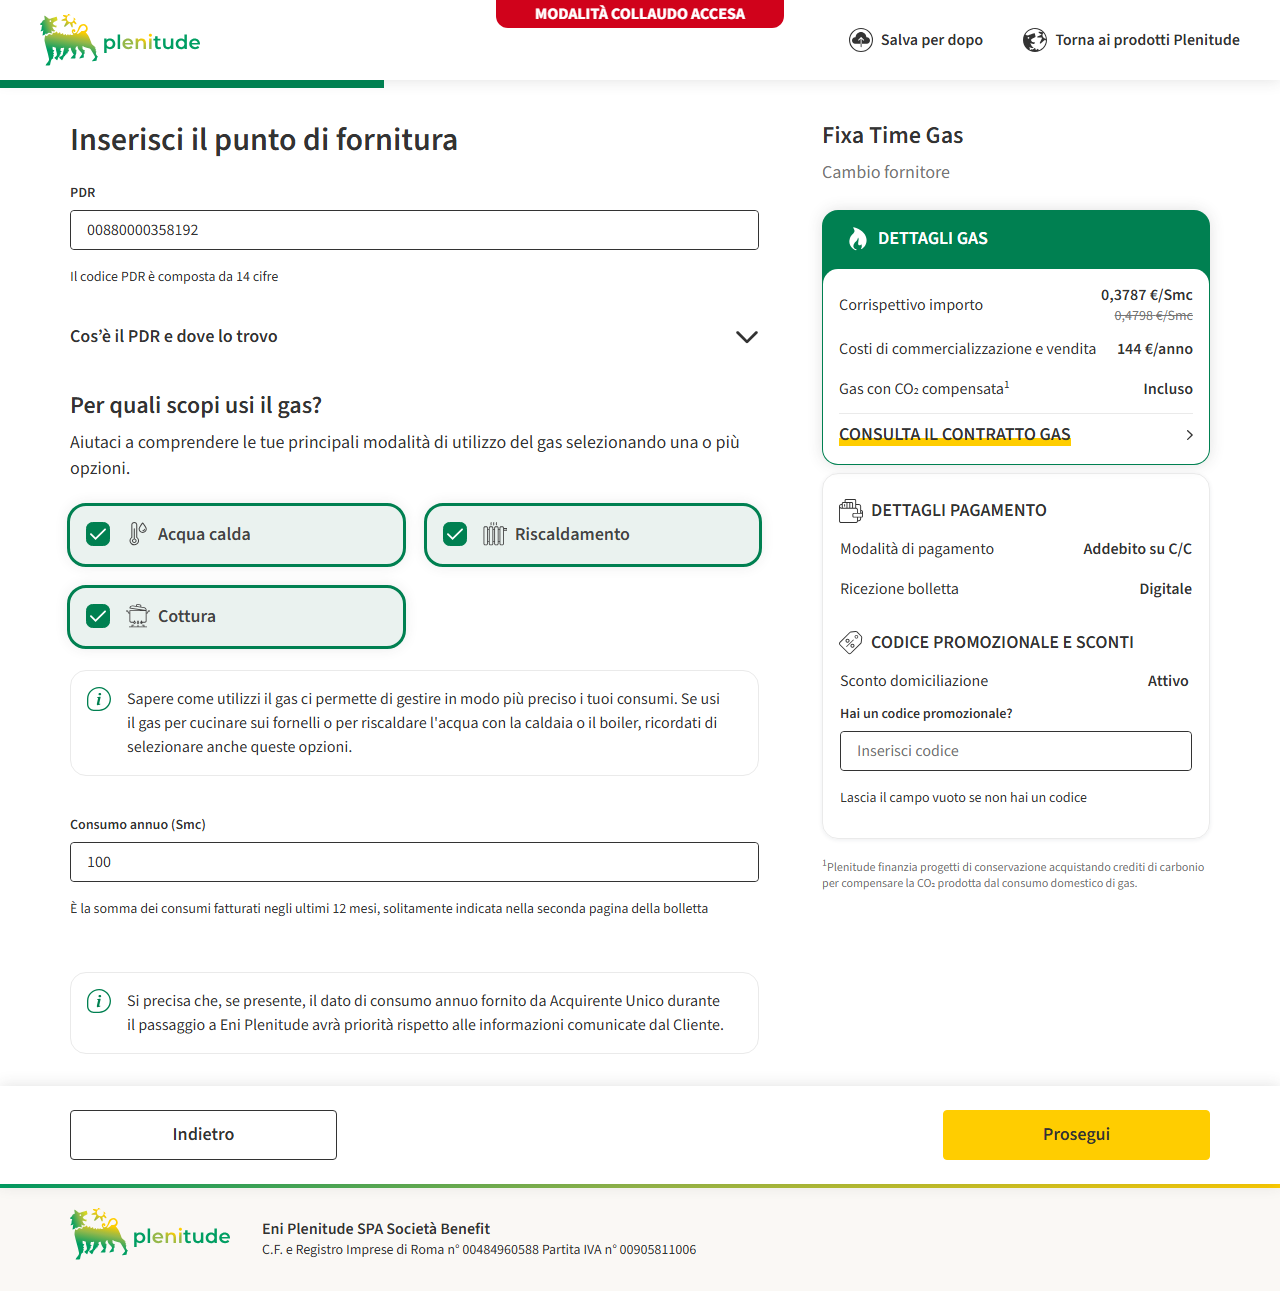 MODALITÀ COLLAUDO ACCESA
plenitude
Salva per dopo
Torna ai prodotti Plenitude
Inserisci il punto di fornitura
PDR
00880000358192
Il codice PDR è composta da 14 cifre
Cos’è il PDR e dove lo trovo
Per quali scopi usi il gas?
Aiutaci a comprendere le tue principali modalità di utilizzo del gas selezionando una o più
opzioni.
Acqua calda
Riscaldamento
Cottura
Sapere come utilizzi il gas ci permette di gestire in modo più preciso i tuoi consumi. Se usi
il gas per cucinare sui fornelli o per riscaldare l'acqua con la caldaia o il boiler, ricordati di
selezionare anche queste opzioni.
Consumo annuo (Smc)
100
È la somma dei consumi fatturati negli ultimi 12 mesi, solitamente indicata nella seconda pagina della bolletta
Si precisa che, se presente, il dato di consumo annuo fornito da Acquirente Unico durante
il passaggio a Eni Plenitude avrà priorità rispetto alle informazioni comunicate dal Cliente.
Fixa Time Gas
Cambio fornitore
DETTAGLI GAS
Corrispettivo importo 0,3787 €/Smc
0,4798 €/Smc
Costi di commercializzazione e vendita 144 €/anno
Gas con CO₂ compensata¹ Incluso
CONSULTA IL CONTRATTO GAS
DETTAGLI PAGAMENTO
Modalità di pagamento Addebito su C/C
Ricezione bolletta Digitale
CODICE PROMOZIONALE E SCONTI
Sconto domiciliazione Attivo
Hai un codice promozionale?
Inserisci codice
Lascia il campo vuoto se non hai un codice
¹Plenitude finanzia progetti di conservazione acquistando crediti di carbonio
per compensare la CO₂ prodotta dal consumo domestico di gas.
Indietro
Prosegui
plenitude
Eni Plenitude SPA Società Benefit
C.F. e Registro Imprese di Roma n° 00484960588 Partita IVA n° 00905811006